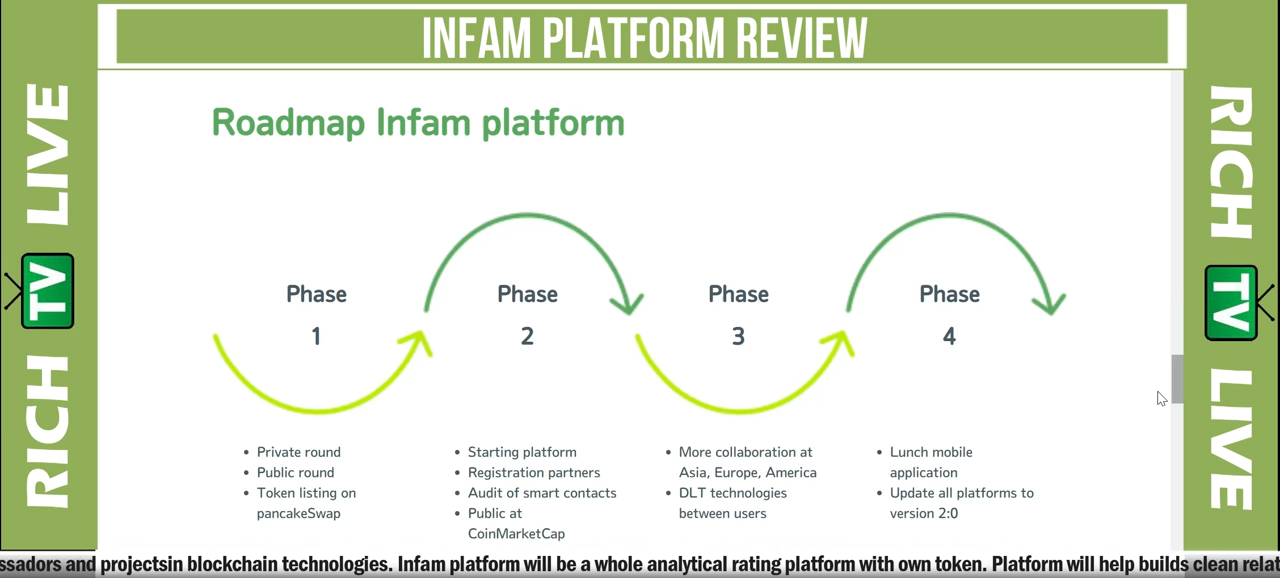 INFAM PLATFORM REVIEW
RICH TV LIVE
Roadmap Infam platform
Phase
1
Phase
2
Phase
3
Phase
4
• Private round
• Public round
• Token listing on
pancakeSwap
• Starting platform
• Registration partners
• Audit of smart contacts
• Public at
CoinMarketCap
• More collaboration at
Asia, Europe, America
• DLT technologies
between users
• Lunch mobile
application
• Update all platforms to
version 2:0
RICH TV LIVE
ssadors and projectsin blockchain technologies. Infam platform will be a whole analytical rating platform with own token. Platform will help builds clean relat